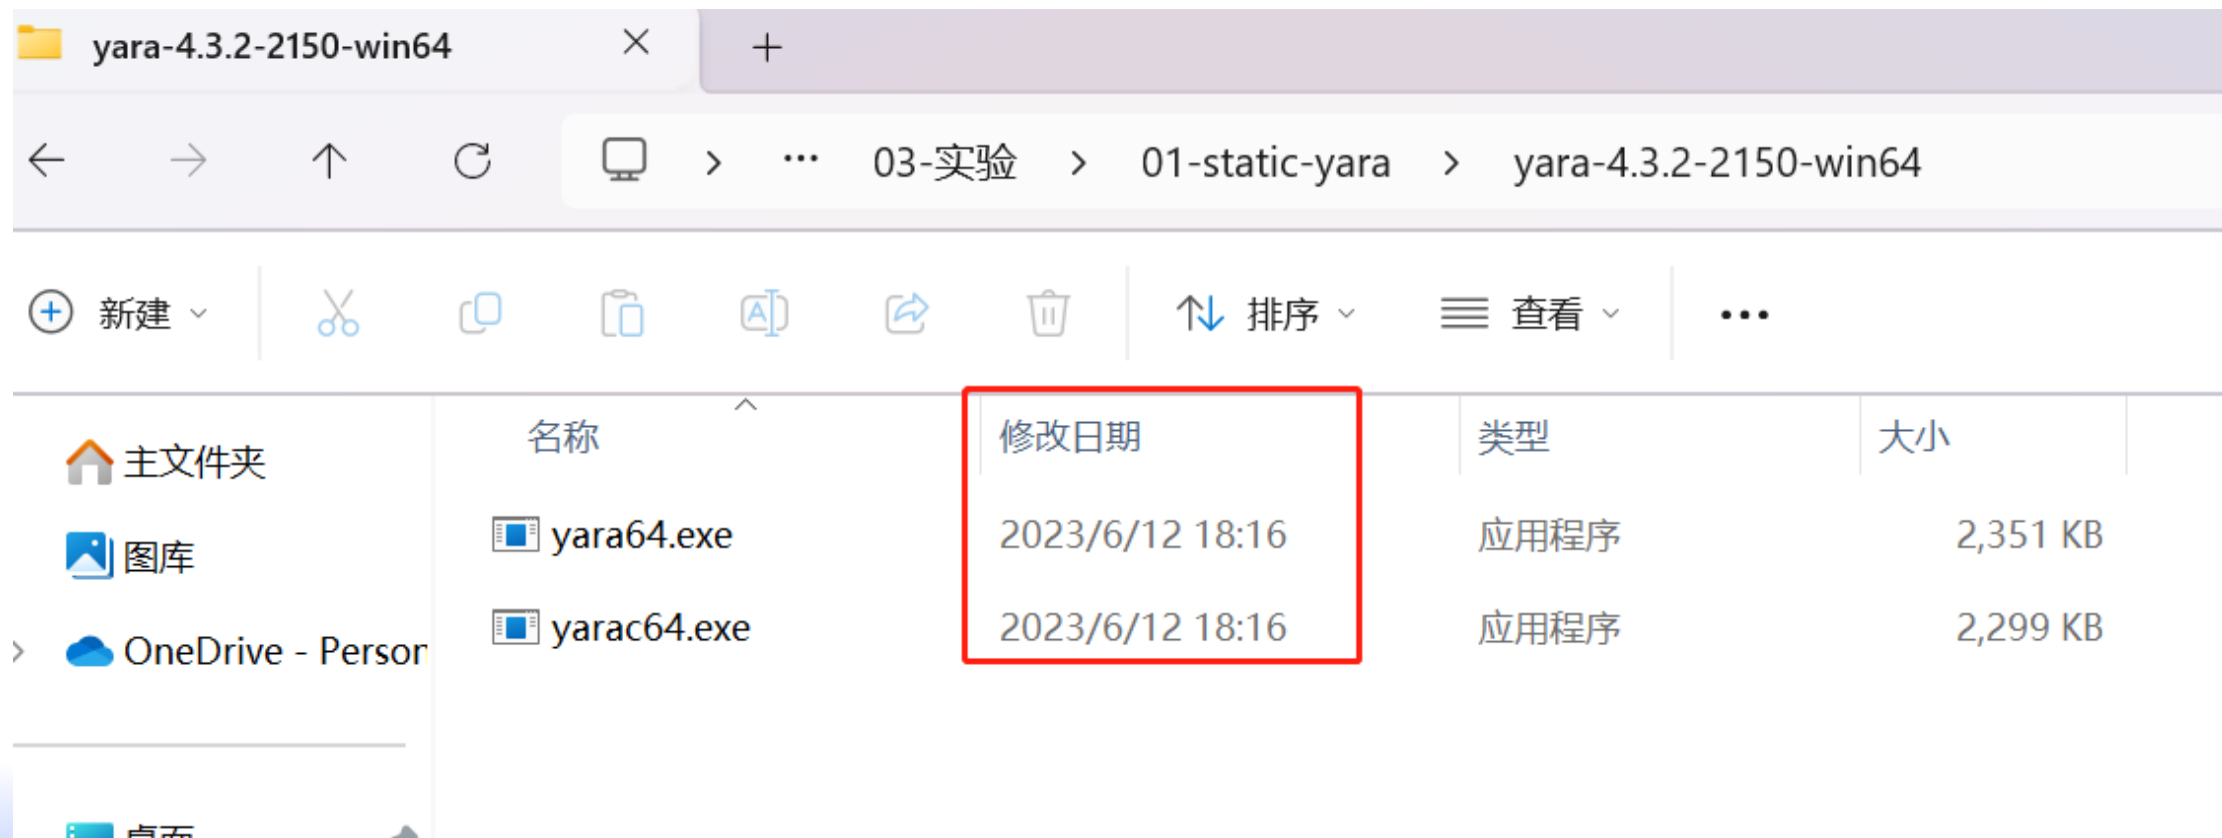 yara-4.3.2-2150-win64
··· 03-实验 > 01-static-yara > yara-4.3.2-2150-win64
新建 排序 查看 •••
名称 修改日期 类型 大小
主文件夹
yara64.exe 2023/6/12 18:16 应用程序 2,351 KB
图库
yarac64.exe 2023/6/12 18:16 应用程序 2,299 KB
OneDrive - Person
桌面